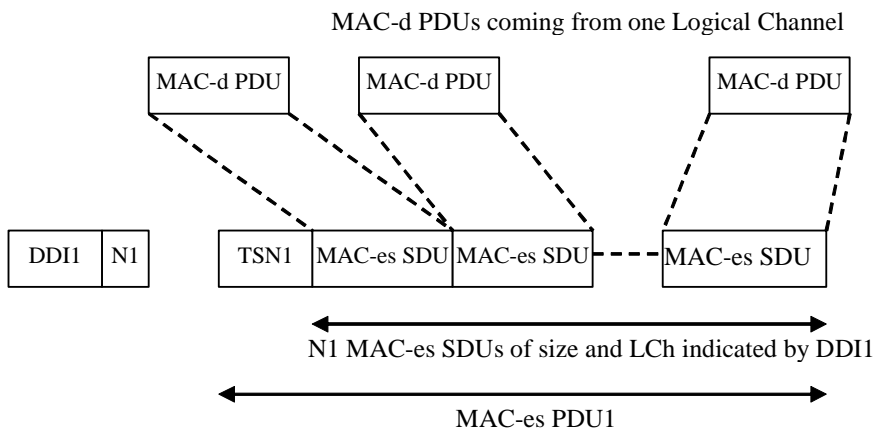 MAC-d PDUs coming from one Logical Channel
MAC-d PDU MAC-d PDU MAC-d PDU
DDI1 N1 TSN1 MAC-es SDU MAC-es SDU MAC-es SDU
N1 MAC-es SDUs of size and LCh indicated by DDI1
MAC-es PDU1